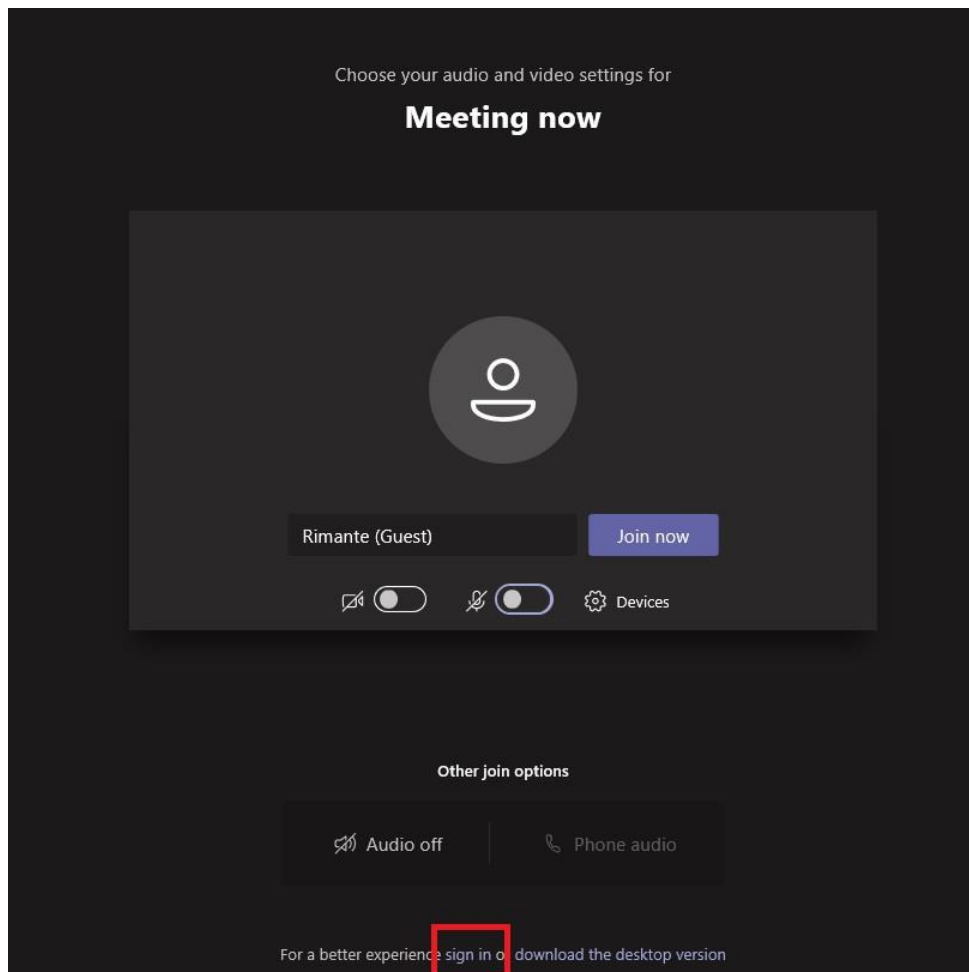 Choose your audio and video settings for
Meeting now
Rimante (Guest)
Join now
Devices
Other join options
Audio off
Phone audio
For a better experience sign in or download the desktop version